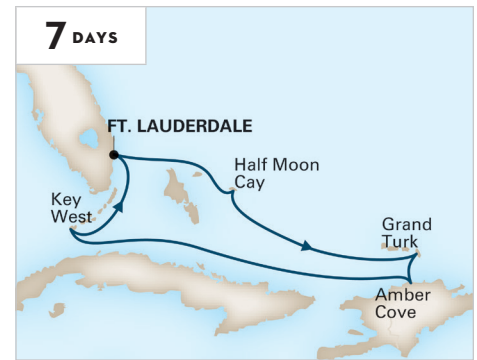 7 DAYS
FT. LAUDERDALE
Half Moon
Cay
Key
West
Grand
Turk
Amber
Cove